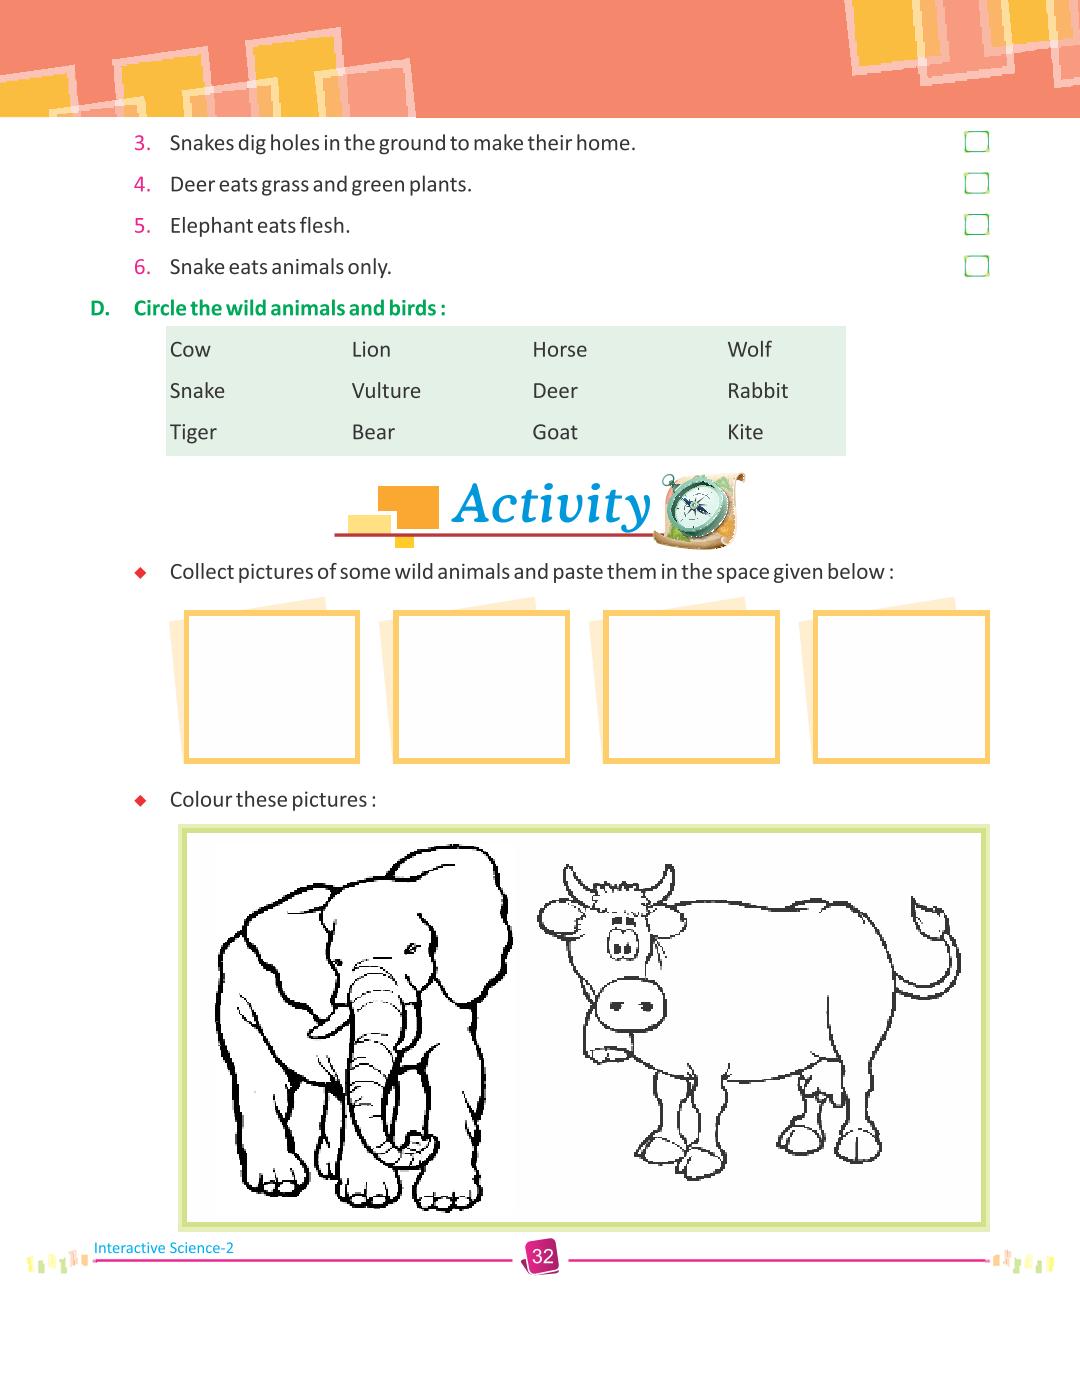 3. Snakes dig holes in the ground to make their home.
4. Deer eats grass and green plants.
5. Elephant eats flesh.
6. Snake eats animals only.
D. Circle the wild animals and birds :
Cow Lion Horse Wolf
Snake Vulture Deer Rabbit
Tiger Bear Goat Kite
Activity
Collect pictures of some wild animals and paste them in the space given below :
Colour these pictures :
Interactive Science-2
32